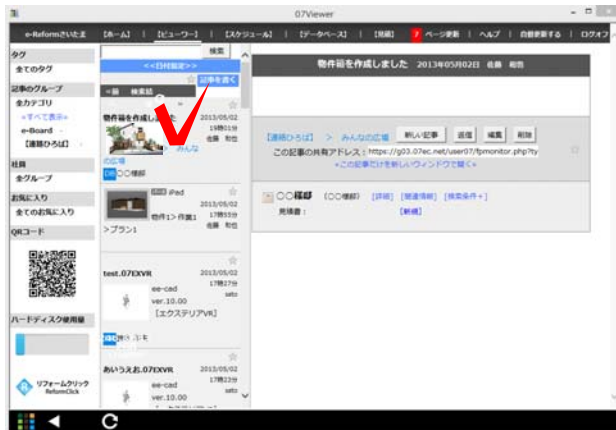 07Viewer
e-Reformさいたま 【ホーム】 | 【ビューワー】 | 【スケジュール】 | 【データベース】 | 【見積】 7 ページ更新 | ヘルプ | 自動更新する | ログオフ
タグ
全てのタグ
記事のグループ
全カテゴリ
«すべて表示»
e-Board
【連絡ひろば】
社員
全グループ
お気に入り
全てのお気に入り
QRコード
ハードディスク使用量
リフォームクリック
ReformClick
検索
<<日付指定>>
☆ 記事を書く
«前 検索結
物件箱を作成しました
2013/05/02
19時01分
佐藤 和也
> みんな
の広場
DB 〇〇様邸
iPad
2013/05/02
17時55分
佐藤 和也
物件1> 作業1
>プラン1
test.07EXVR
2013/05/02
17時27分
sato
ee-cad
ver.10.00
【エクステリアVR】
あいうえお.07EXVR
2013/05/02
17時23分
sato
ee-cad
ver.10.00
物件箱を作成しました 2013年05月02日 佐藤 和也
【連絡ひろば】 > みんなの広場 新しい記事 返信 編集 削除
この記事の共有アドレス: https://g03.07ec.net/user07/fpmonitor.php?ty
«この記事だけを新しいウィンドウで開く»
〇〇様邸 (〇〇様邸) [詳細] [関連情報] [検索条件+]
見積書: [新規]